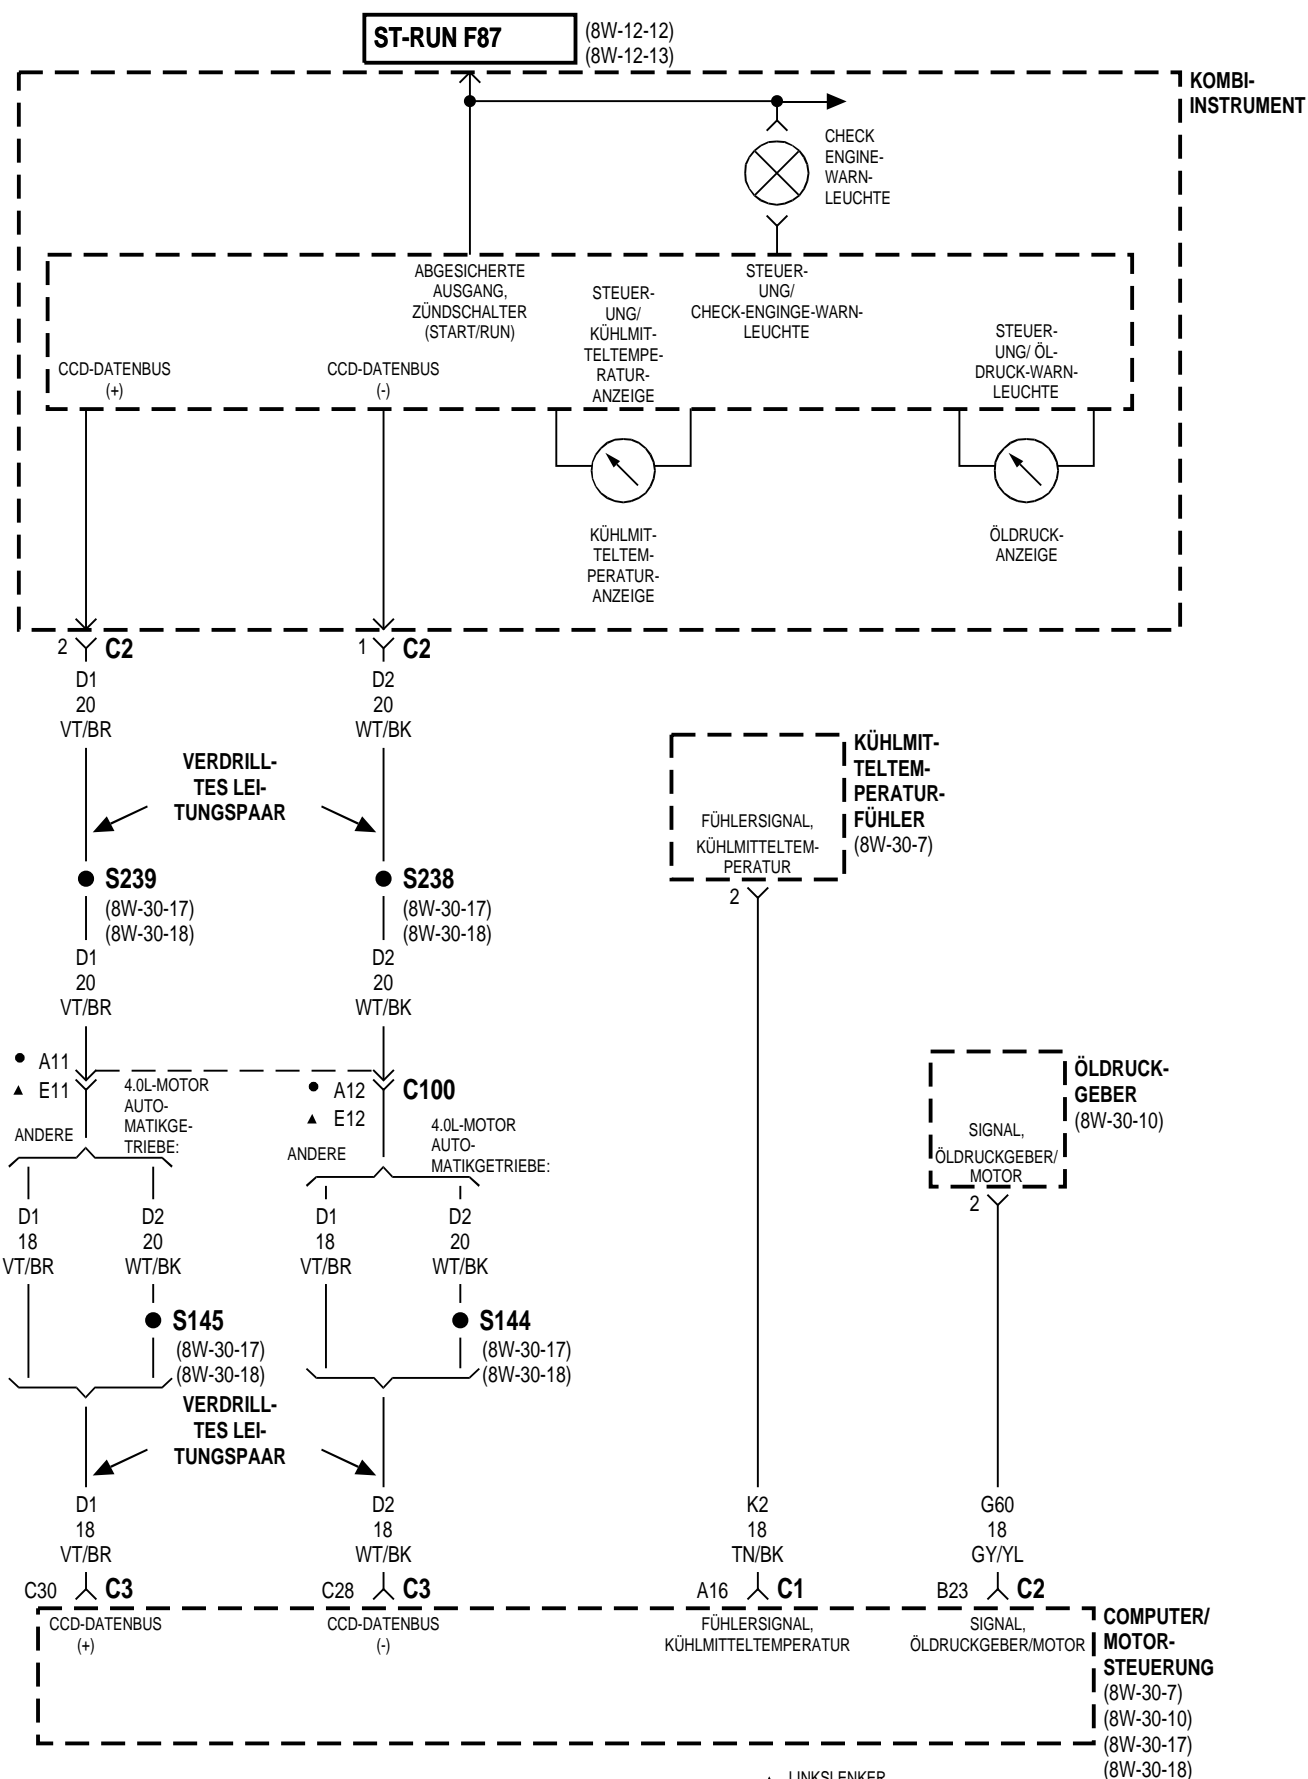 ST-RUN F87
(8W-12-12)
(8W-12-13)
KOMBI-
INSTRUMENT
CHECK
ENGINE-
WARN-
LEUCHTE
ABGESICHERTE
AUSGANG,
ZÜNDSCHALTER
(START/RUN)
STEUER-
UNG/
KÜHLMIT-
TELTEMPE-
RATUR-
ANZEIGE
STEUER-
UNG/
CHECK-ENGINGE-WARN-
LEUCHTE
STEUER-
UNG/ ÖL-
DRUCK-WARN-
LEUCHTE
CCD-DATENBUS
(+)
CCD-DATENBUS
(-)
KÜHLMIT-
TELTEM-
PERATUR-
ANZEIGE
ÖLDRUCK-
ANZEIGE
2 C2
1 C2
D1
20
VT/BR
D2
20
WT/BK
VERDRILL-
TES LEI-
TUNGSPAAR
KÜHLMIT-
TELTEM-
PERATUR-
FÜHLER
(8W-30-7)
FÜHLERSIGNAL,
KÜHLMITTELTEM-
PERATUR
2
S239
(8W-30-17)
(8W-30-18)
S238
(8W-30-17)
(8W-30-18)
D1
20
VT/BR
D2
20
WT/BK
● A11
▲ E11
4.0L-MOTOR
AUTO-
MATIKGE-
TRIEBE:
ANDERE
● A12
▲ E12
C100
4.0L-MOTOR
AUTO-
MATIKGETRIEBE:
ANDERE
ÖLDRUCK-
GEBER
(8W-30-10)
SIGNAL,
ÖLDRUCKGEBER/
MOTOR
2
D1
18
VT/BR
D2
20
WT/BK
D1
18
VT/BR
D2
20
WT/BK
S145
(8W-30-17)
(8W-30-18)
S144
(8W-30-17)
(8W-30-18)
VERDRILL-
TES LEI-
TUNGSPAAR
D1
18
VT/BR
D2
18
WT/BK
K2
18
TN/BK
G60
18
GY/YL
C30 C3
C28 C3
A16 C1
B23 C2
CCD-DATENBUS
(+)
CCD-DATENBUS
(-)
FÜHLERSIGNAL,
KÜHLMITTELTEMPERATUR
SIGNAL,
ÖLDRUCKGEBER/MOTOR
COMPUTER/
MOTOR-
STEUERUNG
(8W-30-7)
(8W-30-10)
(8W-30-17)
(8W-30-18)
▲ LINKSLENKER